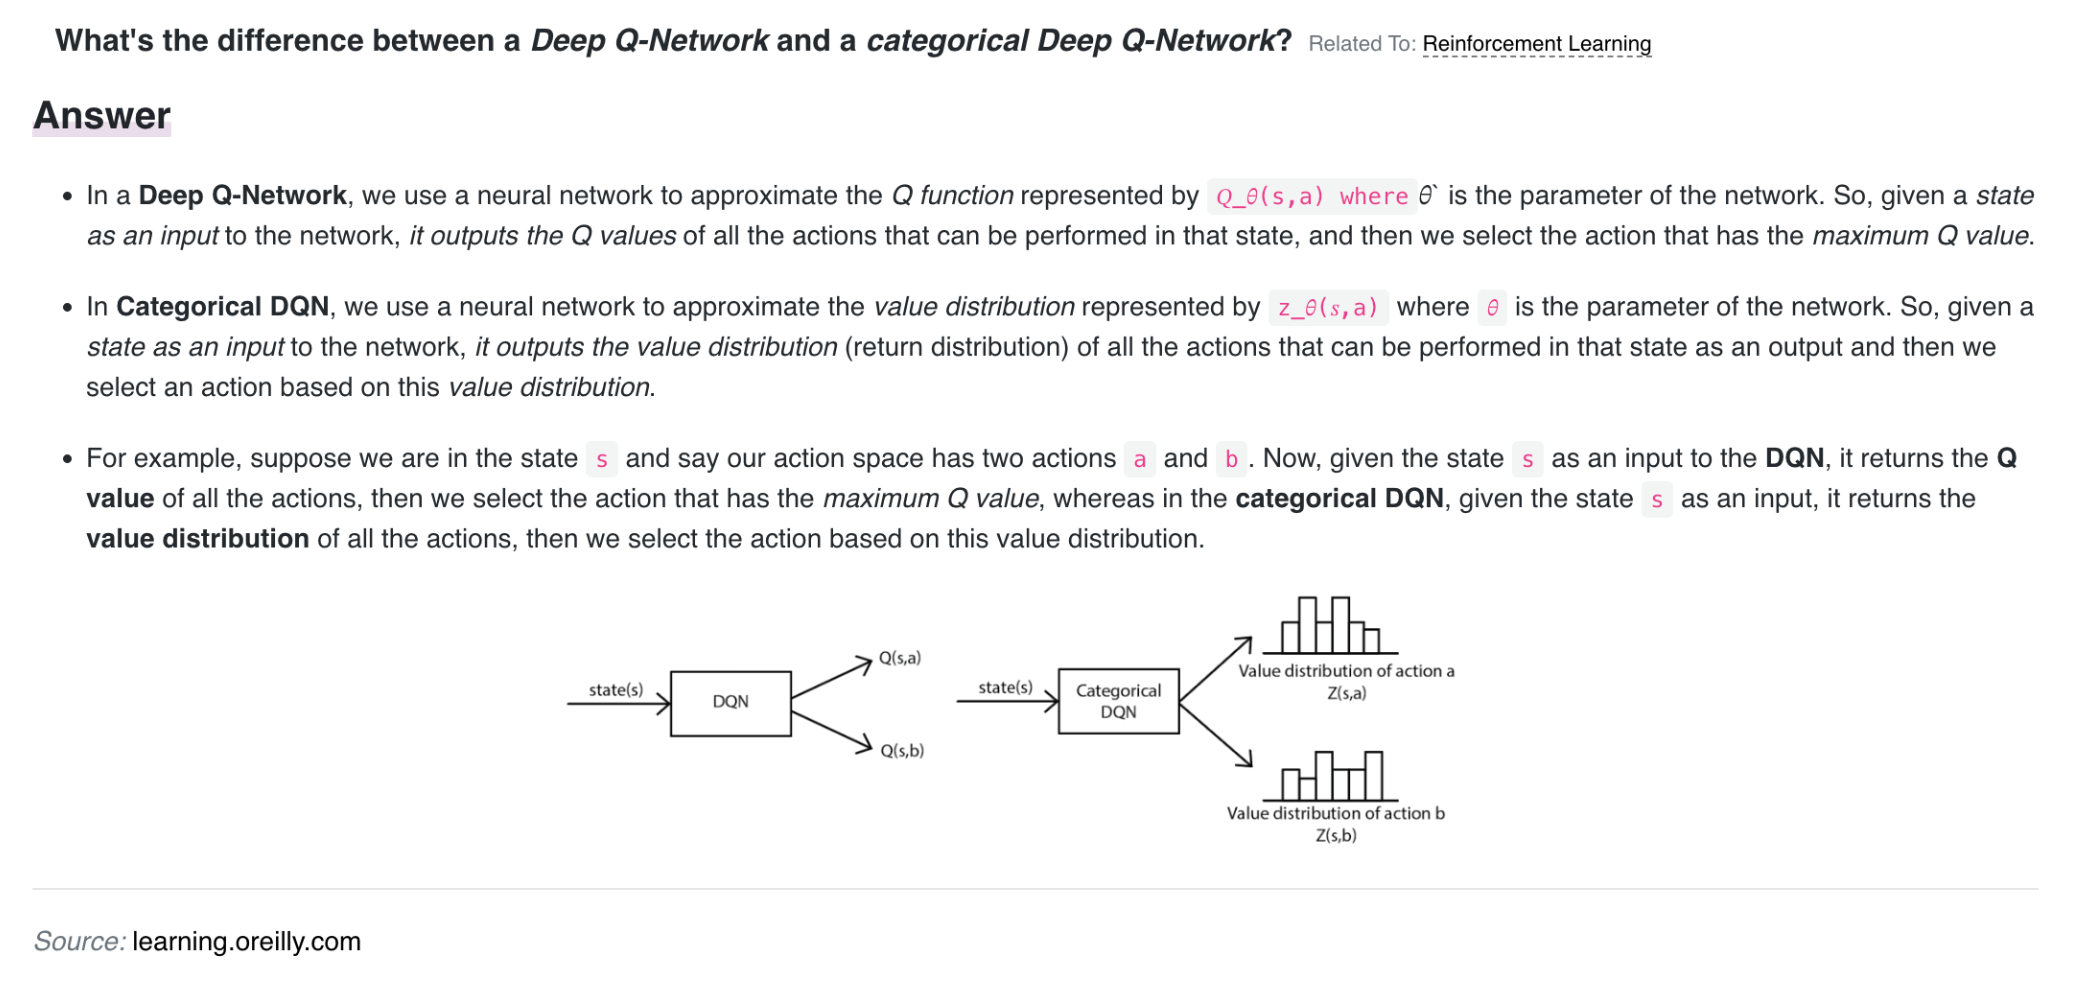 What's the difference between a Deep Q-Network and a categorical Deep Q-Network? Related To: Reinforcement Learning
Answer
• In a Deep Q-Network, we use a neural network to approximate the Q function represented by Q_θ(s,a) where θ` is the parameter of the network. So, given a state
as an input to the network, it outputs the Q values of all the actions that can be performed in that state, and then we select the action that has the maximum Q value.
• In Categorical DQN, we use a neural network to approximate the value distribution represented by z_θ(s,a) where θ is the parameter of the network. So, given a
state as an input to the network, it outputs the value distribution (return distribution) of all the actions that can be performed in that state as an output and then we
select an action based on this value distribution.
• For example, suppose we are in the state s and say our action space has two actions a and b. Now, given the state s as an input to the DQN, it returns the Q
value of all the actions, then we select the action that has the maximum Q value, whereas in the categorical DQN, given the state s as an input, it returns the
value distribution of all the actions, then we select the action based on this value distribution.
state(s)
DQN
Q(s,a)
Q(s,b)
state(s)
Categorical
DQN
Value distribution of action a
Z(s,a)
Value distribution of action b
Z(s,b)
Source: learning.oreilly.com